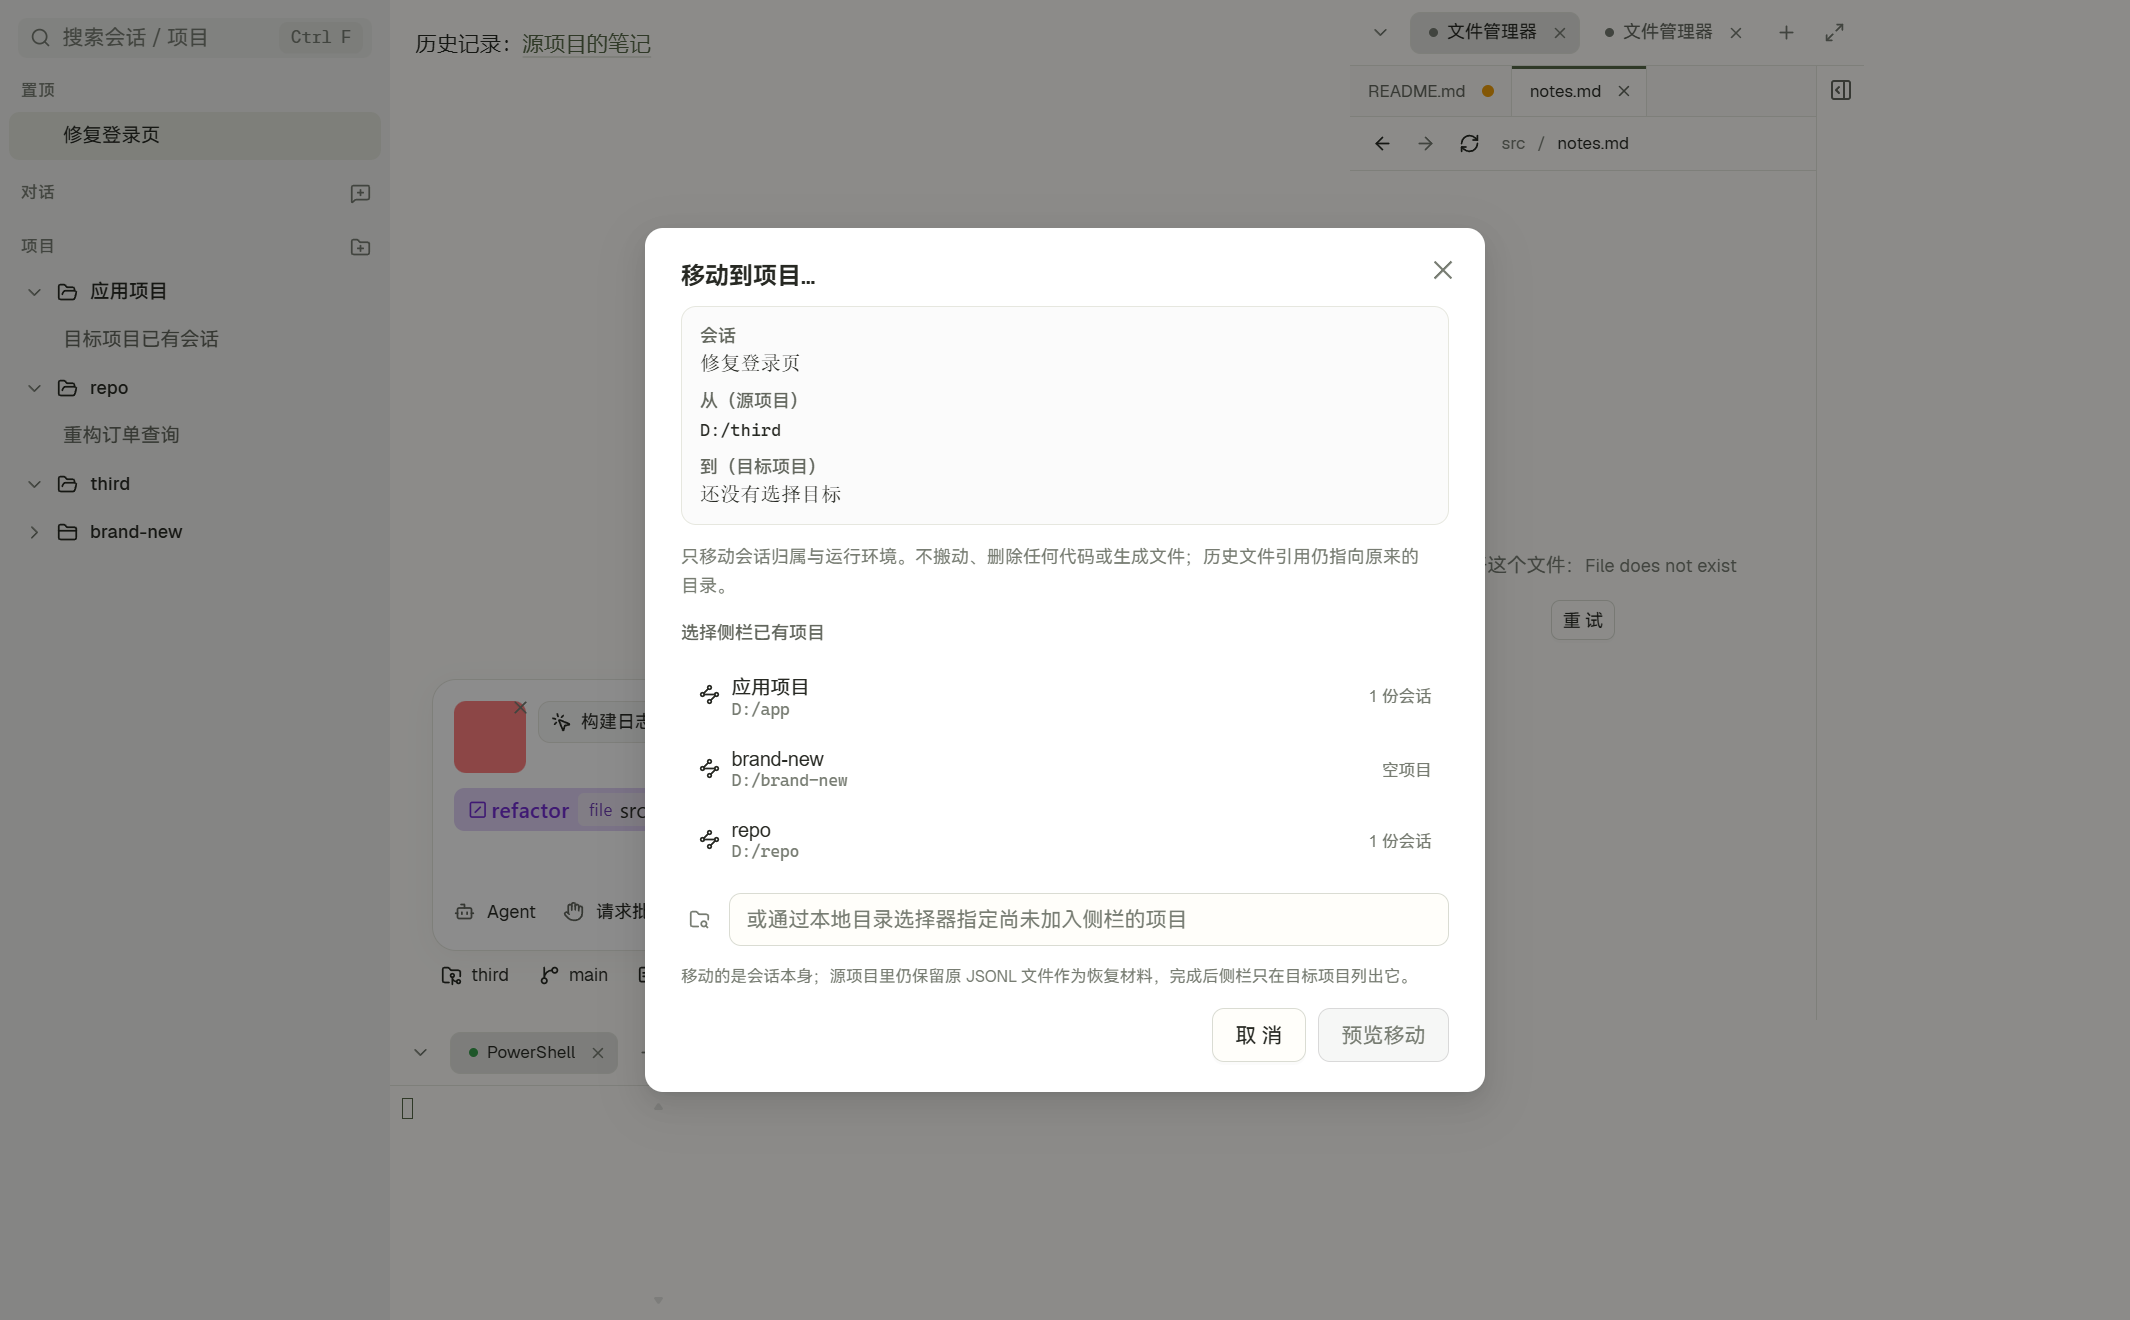 搜索会话 / 项目
Ctrl F
置顶
修复登录页
对话
项目
应用项目
目标项目已有会话
repo
重构订单查询
third
brand-new
历史记录：源项目的笔记
文件管理器
文件管理器
README.md
notes.md
src / notes.md
这个文件：File does not exist
重 试
构建日志
refactor
file src
Agent
请求批
third
main
PowerShell
移动到项目...
会话
修复登录页
从（源项目）
D:/third
到（目标项目）
还没有选择目标
只移动会话归属与运行环境。不搬动、删除任何代码或生成文件；历史文件引用仍指向原来的
目录。
选择侧栏已有项目
应用项目
D:/app
1 份会话
brand-new
D:/brand-new
空项目
repo
D:/repo
1 份会话
或通过本地目录选择器指定尚未加入侧栏的项目
移动的是会话本身；源项目里仍保留原 JSONL 文件作为恢复材料，完成后侧栏只在目标项目列出它。
取 消
预览移动